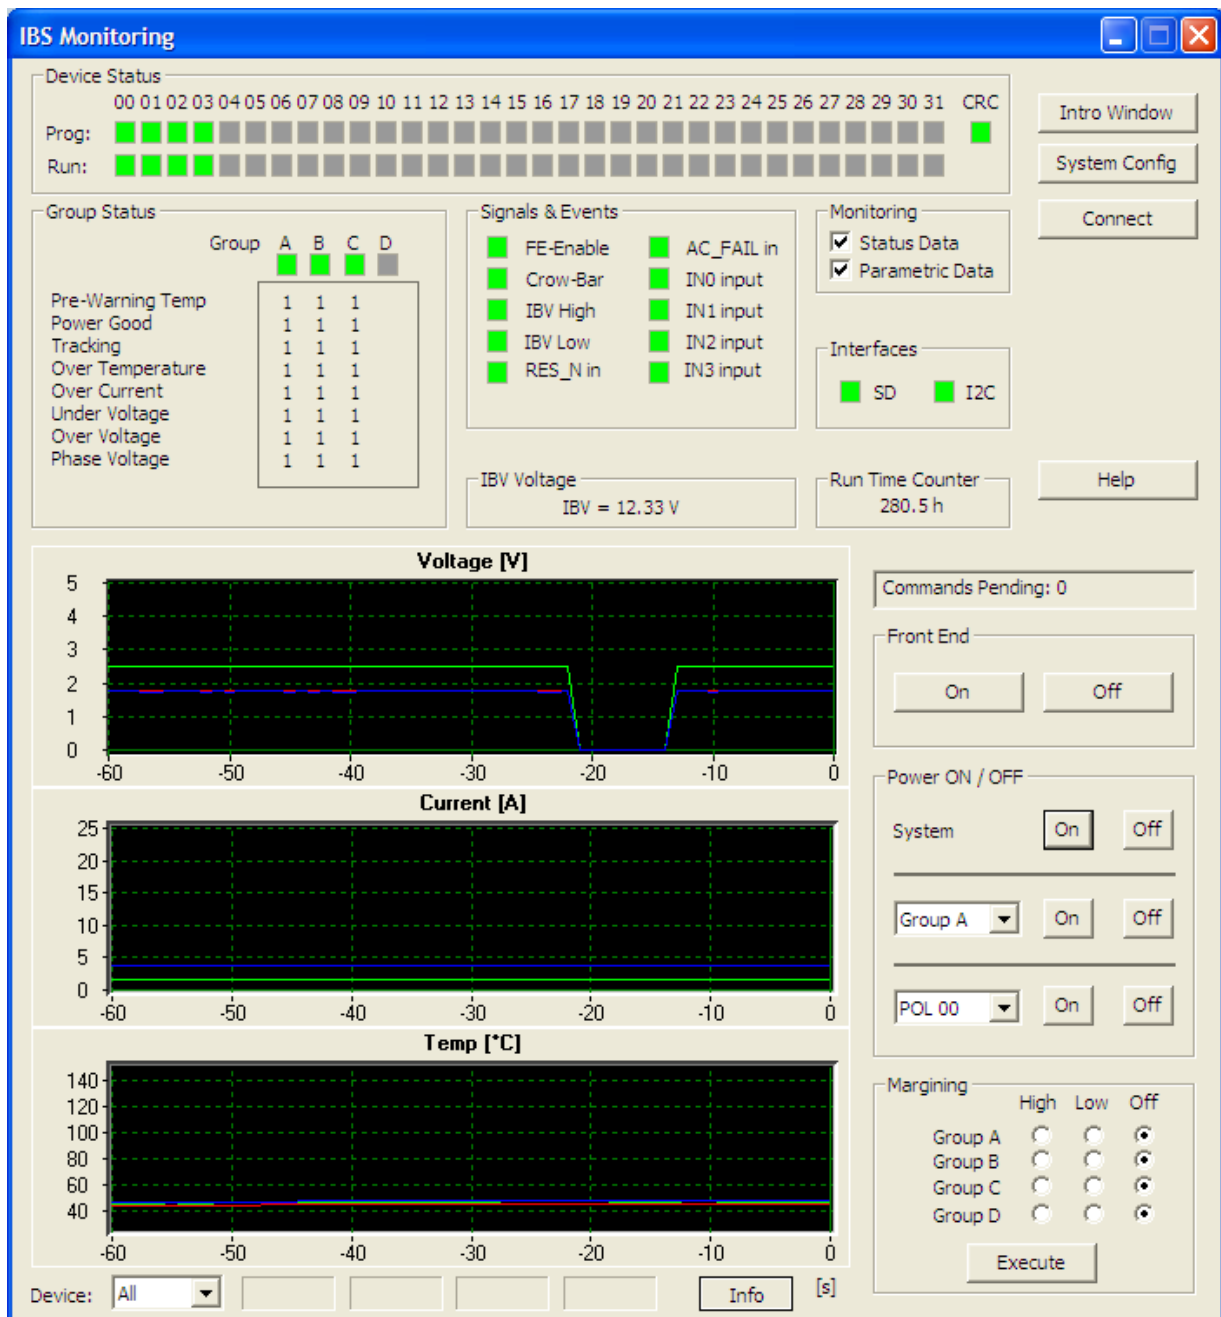 IBS Monitoring
Device Status
00 01 02 03 04 05 06 07 08 09 10 11 12 13 14 15 16 17 18 19 20 21 22 23 24 25 26 27 28 29 30 31 CRC
Prog:
Run:
Intro Window
System Config
Connect
Group Status
Group A B C D
Pre-Warning Temp 1 1 1
Power Good 1 1 1
Tracking 1 1 1
Over Temperature 1 1 1
Over Current 1 1 1
Under Voltage 1 1 1
Over Voltage 1 1 1
Phase Voltage 1 1 1
Signals & Events
FE-Enable AC_FAIL in
Crow-Bar IN0 input
IBV High IN1 input
IBV Low IN2 input
RES_N in IN3 input
Monitoring
Status Data
Parametric Data
Interfaces
SD I2C
IBV Voltage
IBV = 12.33 V
Run Time Counter
280.5 h
Help
Voltage [V]
5
4
3
2
1
0
-60 -50 -40 -30 -20 -10 0
Current [A]
25
20
15
10
5
0
-60 -50 -40 -30 -20 -10 0
Temp [°C]
140
120
100
80
60
40
-60 -50 -40 -30 -20 -10 0
Device: All Info [s]
Commands Pending: 0
Front End
On Off
Power ON / OFF
System On Off
Group A On Off
POL 00 On Off
Margining
High Low Off
Group A
Group B
Group C
Group D
Execute